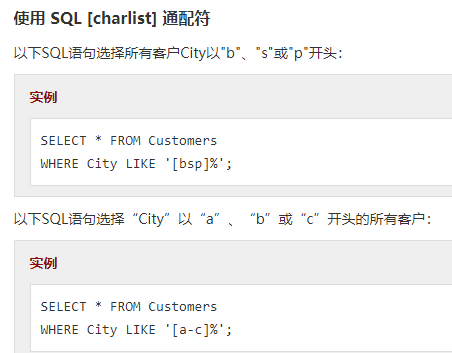 使用 SQL [charlist] 通配符
以下SQL语句选择所有客户City以"b"、"s"或"p"开头：
实例
SELECT * FROM Customers
WHERE City LIKE '[bsp]%';
以下SQL语句选择“City”以“a”、“b”或“c”开头的所有客户：
实例
SELECT * FROM Customers
WHERE City LIKE '[a-c]%';